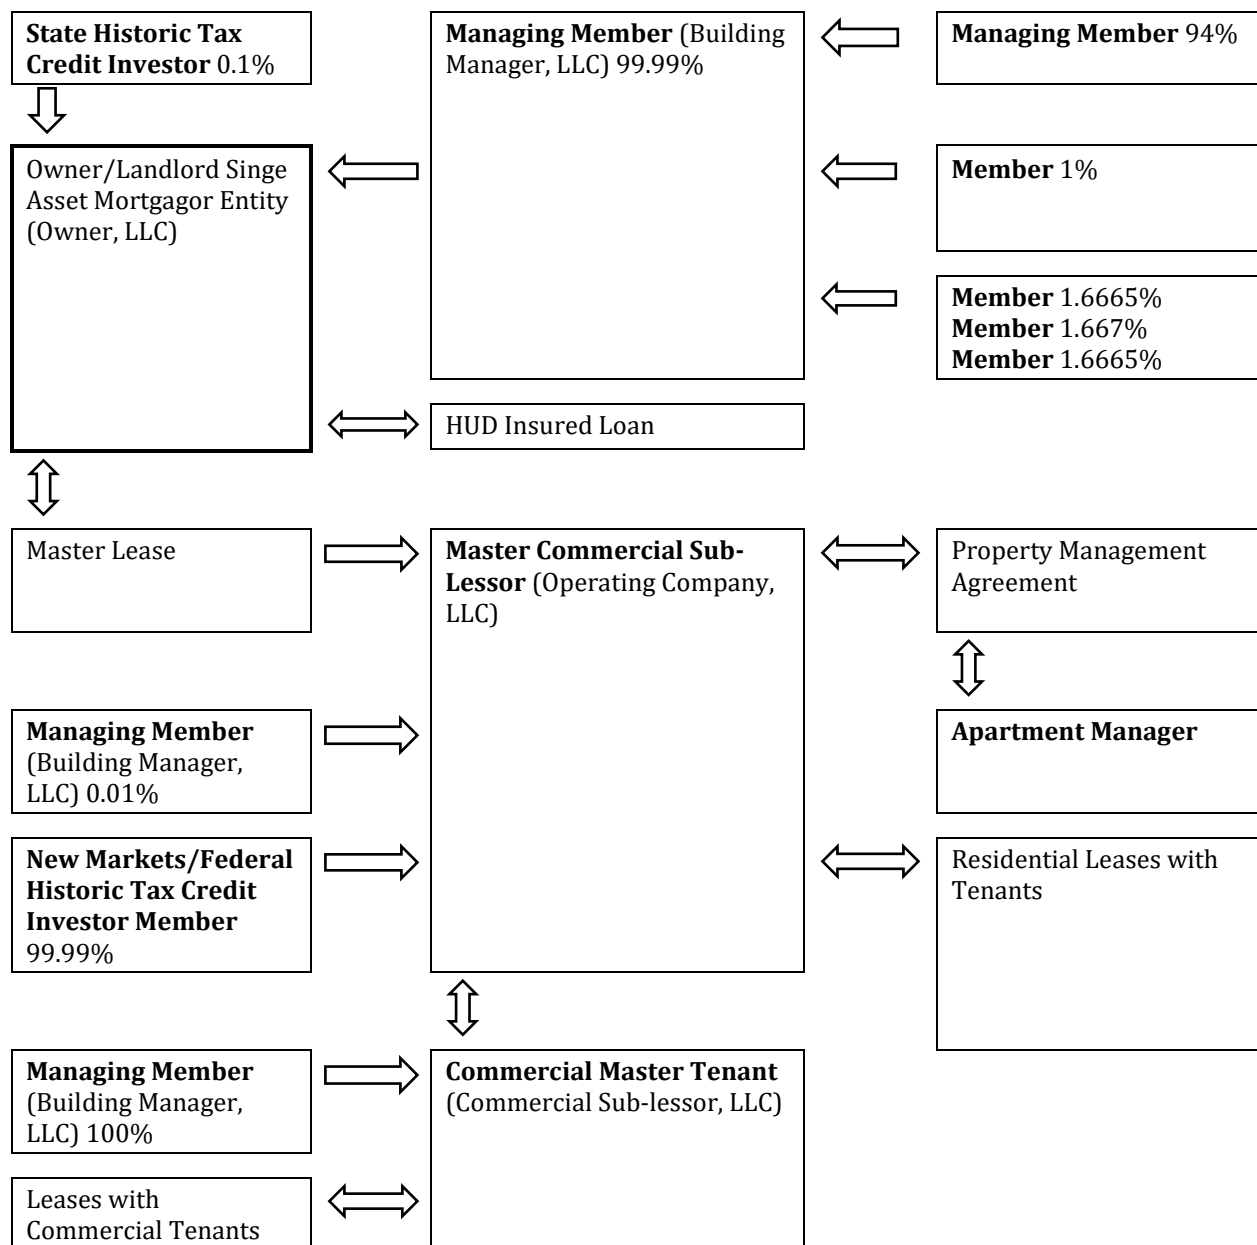 State Historic Tax
Credit Investor 0.1%
Managing Member (Building
Manager, LLC) 99.99%
Managing Member 94%
Owner/Landlord Singe
Asset Mortgagor Entity
(Owner, LLC)
Member 1%
Member 1.6665%
Member 1.667%
Member 1.6665%
HUD Insured Loan
Master Lease
Master Commercial Sub-
Lessor (Operating Company,
LLC)
Property Management
Agreement
Managing Member
(Building Manager,
LLC) 0.01%
Apartment Manager
New Markets/Federal
Historic Tax Credit
Investor Member
99.99%
Residential Leases with
Tenants
Managing Member
(Building Manager,
LLC) 100%
Commercial Master Tenant
(Commercial Sub-lessor, LLC)
Leases with
Commercial Tenants